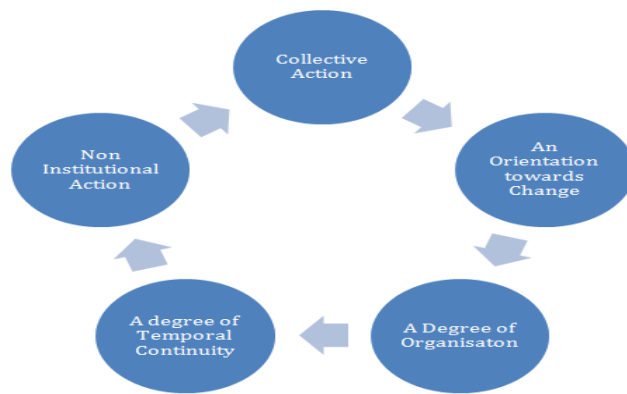 Collective
Action
An
Orientation
towards
Change
A Degree of
Organisaton
A degree of
Temporal
Continuity
Non
Institutional
Action